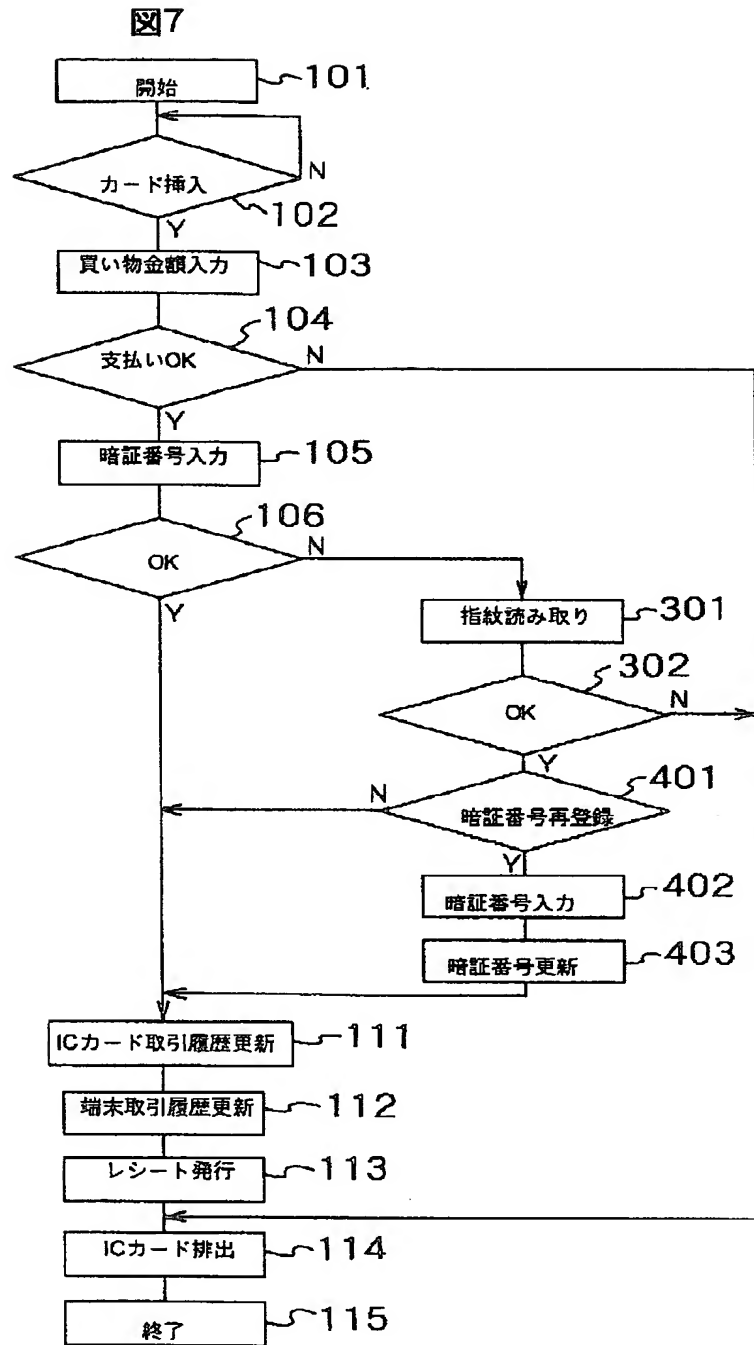 図7
開始 101
カード挿入 N
102
Y
買い物金額入力 103
104
支払いOK N
Y
暗証番号入力 105
106
OK N
Y
指紋読み取り 301
302
OK N
Y
401
N 暗証番号再登録
Y
暗証番号入力 402
暗証番号更新 403
ICカード取引履歴更新 111
端末取引履歴更新 112
レシート発行 113
ICカード排出 114
終了 115